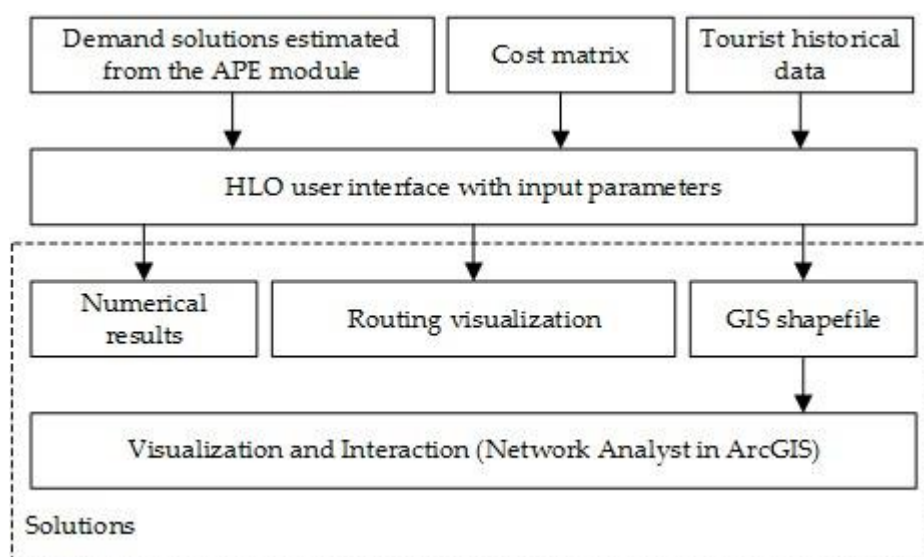 Demand solutions estimated
from the APE module
Cost matrix
Tourist historical
data
HLO user interface with input parameters
Numerical
results
Routing visualization
GIS shapefile
Visualization and Interaction (Network Analyst in ArcGIS)
Solutions